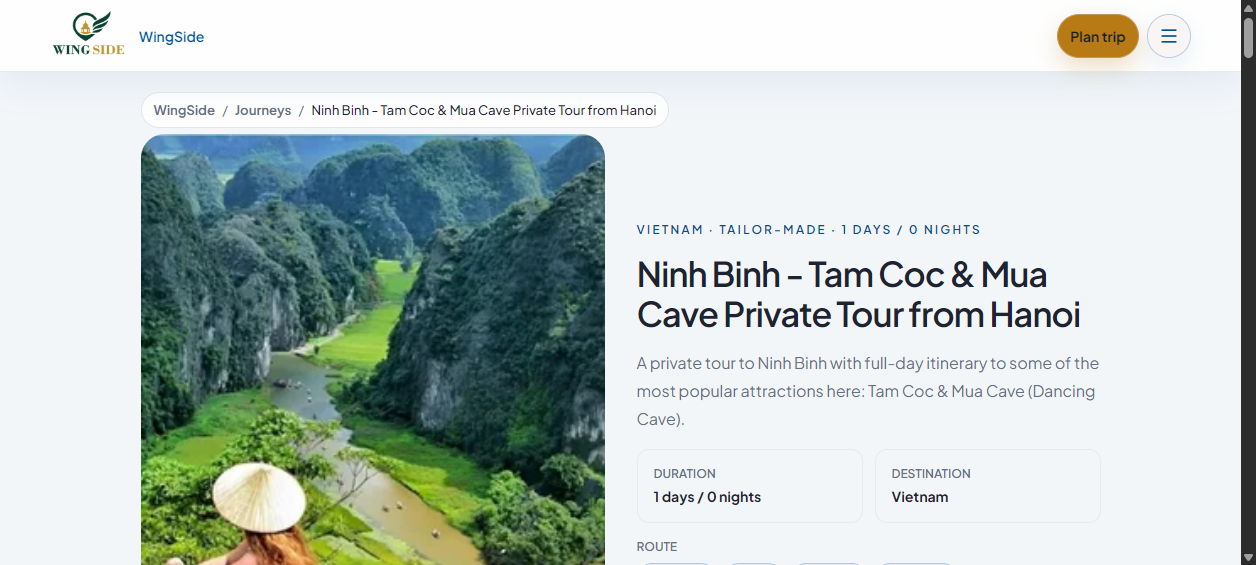 WING SIDE
WingSide
Plan trip
WingSide / Journeys / Ninh Binh – Tam Coc & Mua Cave Private Tour from Hanoi
VIETNAM · TAILOR-MADE · 1 DAYS / 0 NIGHTS
Ninh Binh – Tam Coc & Mua
Cave Private Tour from Hanoi
A private tour to Ninh Binh with full-day itinerary to some of the
most popular attractions here: Tam Coc & Mua Cave (Dancing
Cave).
DURATION
1 days / 0 nights
DESTINATION
Vietnam
ROUTE